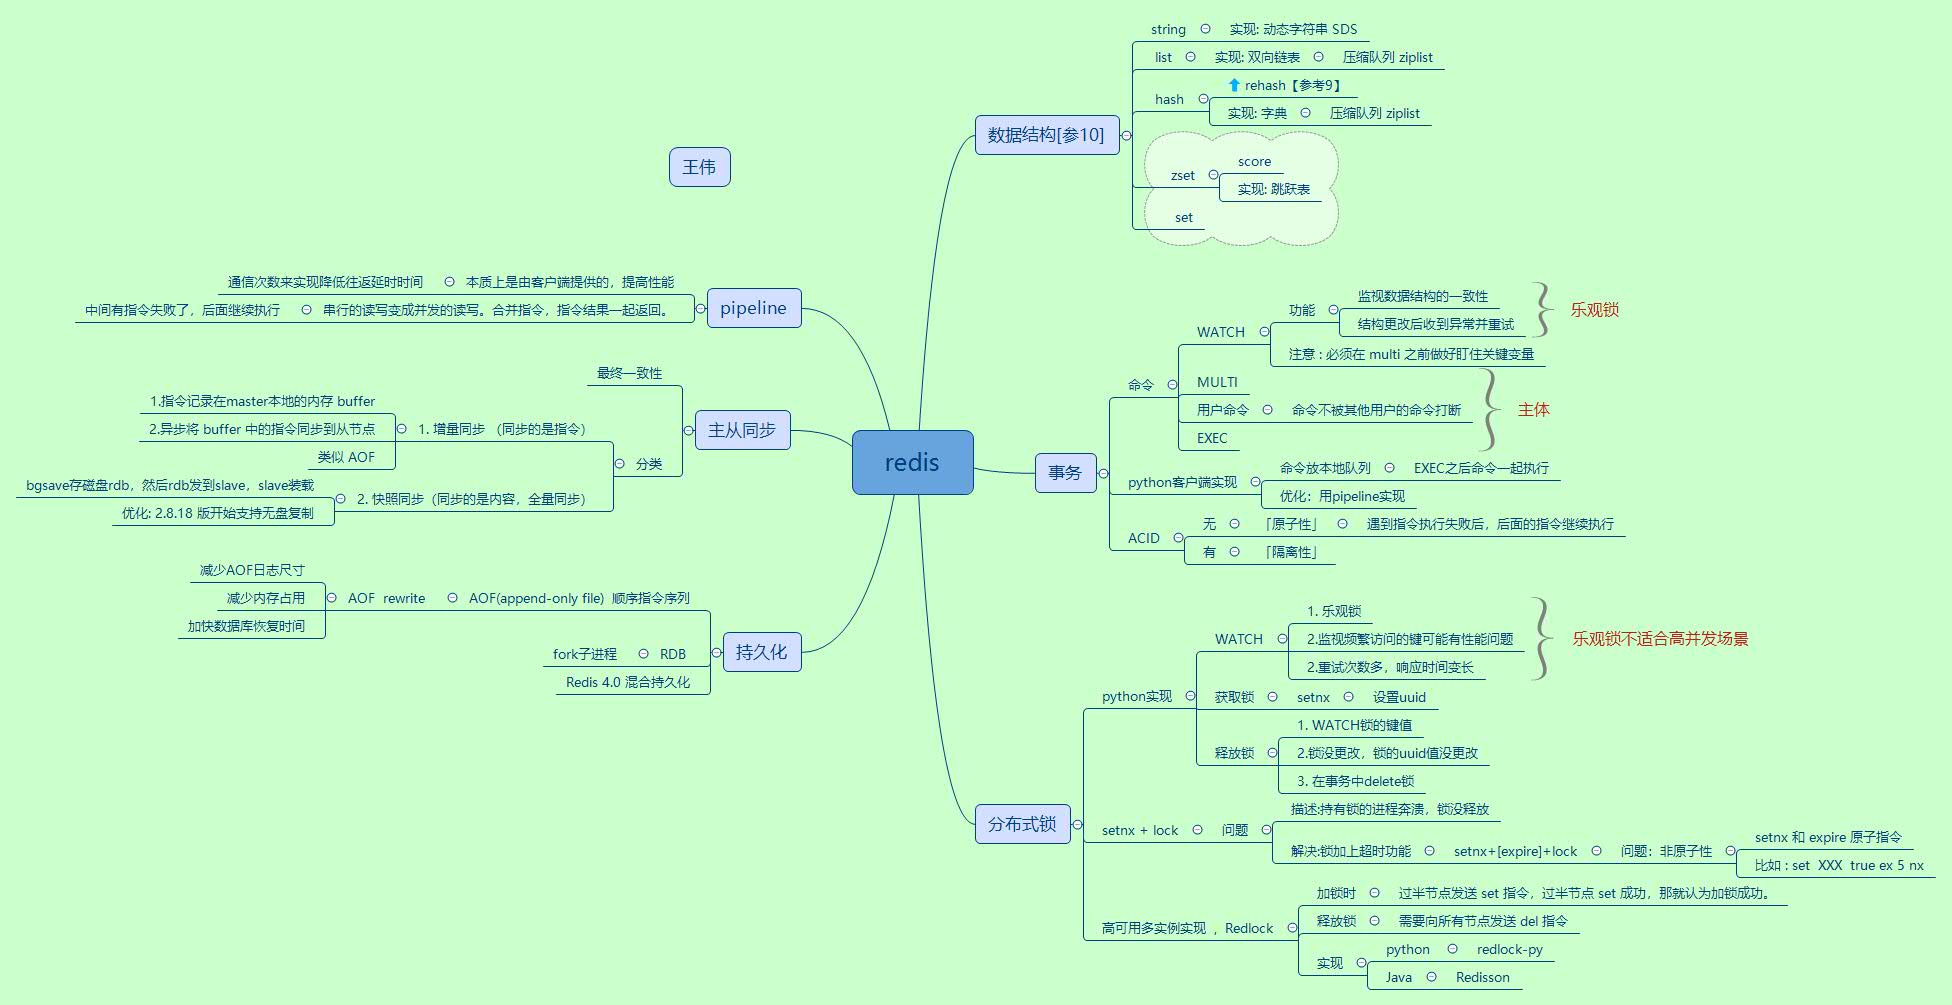 redis
王伟
数据结构[参10]
string
实现: 动态字符串 SDS
list
实现: 双向链表
压缩队列 ziplist
hash
rehash【参考9】
实现: 字典
压缩队列 ziplist
zset
score
实现: 跳跃表
set
事务
命令
WATCH
功能
监视数据结构的一致性
结构更改后收到异常并重试
乐观锁
注意 : 必须在 multi 之前做好盯住关键变量
MULTI
用户命令
命令不被其他用户的命令打断
EXEC
主体
python客户端实现
命令放本地队列
EXEC之后命令一起执行
优化：用pipeline实现
ACID
无
「原子性」
遇到指令执行失败后，后面的指令继续执行
有
「隔离性」
分布式锁
python实现
WATCH
1. 乐观锁
2.监视频繁访问的键可能有性能问题
2.重试次数多，响应时间变长
乐观锁不适合高并发场景
获取锁
setnx
设置uuid
释放锁
1. WATCH锁的键值
2.锁没更改，锁的uuid值没更改
3. 在事务中delete锁
setnx + lock
问题
描述:持有锁的进程奔溃，锁没释放
解决:锁加上超时功能
setnx+[expire]+lock
问题：非原子性
setnx 和 expire 原子指令
比如 : set XXX true ex 5 nx
高可用多实例实现 ，Redlock
加锁时
过半节点发送 set 指令，过半节点 set 成功，那就认为加锁成功。
释放锁
需要向所有节点发送 del 指令
实现
python
redlock-py
Java
Redisson
pipeline
本质上是由客户端提供的，提高性能
通信次数来实现降低往返延时时间
串行的读写变成并发的读写。合并指令，指令结果一起返回。
中间有指令失败了，后面继续执行
主从同步
最终一致性
分类
1. 增量同步 （同步的是指令）
1.指令记录在master本地的内存 buffer
2.异步将 buffer 中的指令同步到从节点
类似 AOF
2. 快照同步（同步的是内容，全量同步）
bgsave存磁盘rdb，然后rdb发到slave，slave装载
优化: 2.8.18 版开始支持无盘复制
持久化
AOF(append-only file) 顺序指令序列
AOF rewrite
减少AOF日志尺寸
减少内存占用
加快数据库恢复时间
RDB
fork子进程
Redis 4.0 混合持久化